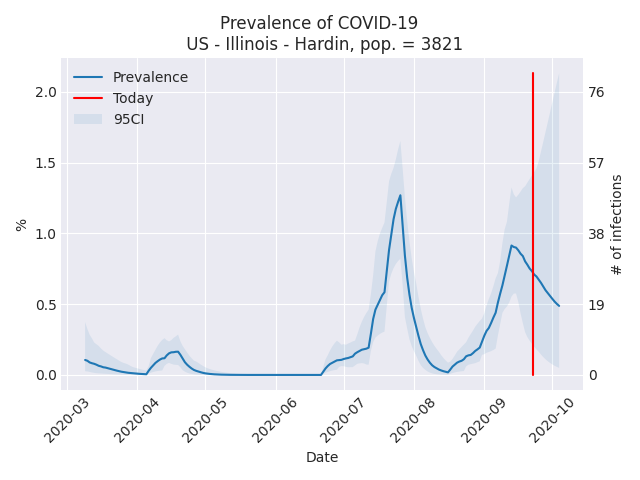 Prevalence of COVID-19
US - Illinois - Hardin, pop. = 3821
Prevalence
Today
95CI
2.0
1.5
1.0
0.5
0.0
%
76
57
38
19
0
# of infections
2020-03
2020-04
2020-05
2020-06
2020-07
2020-08
2020-09
2020-10
Date